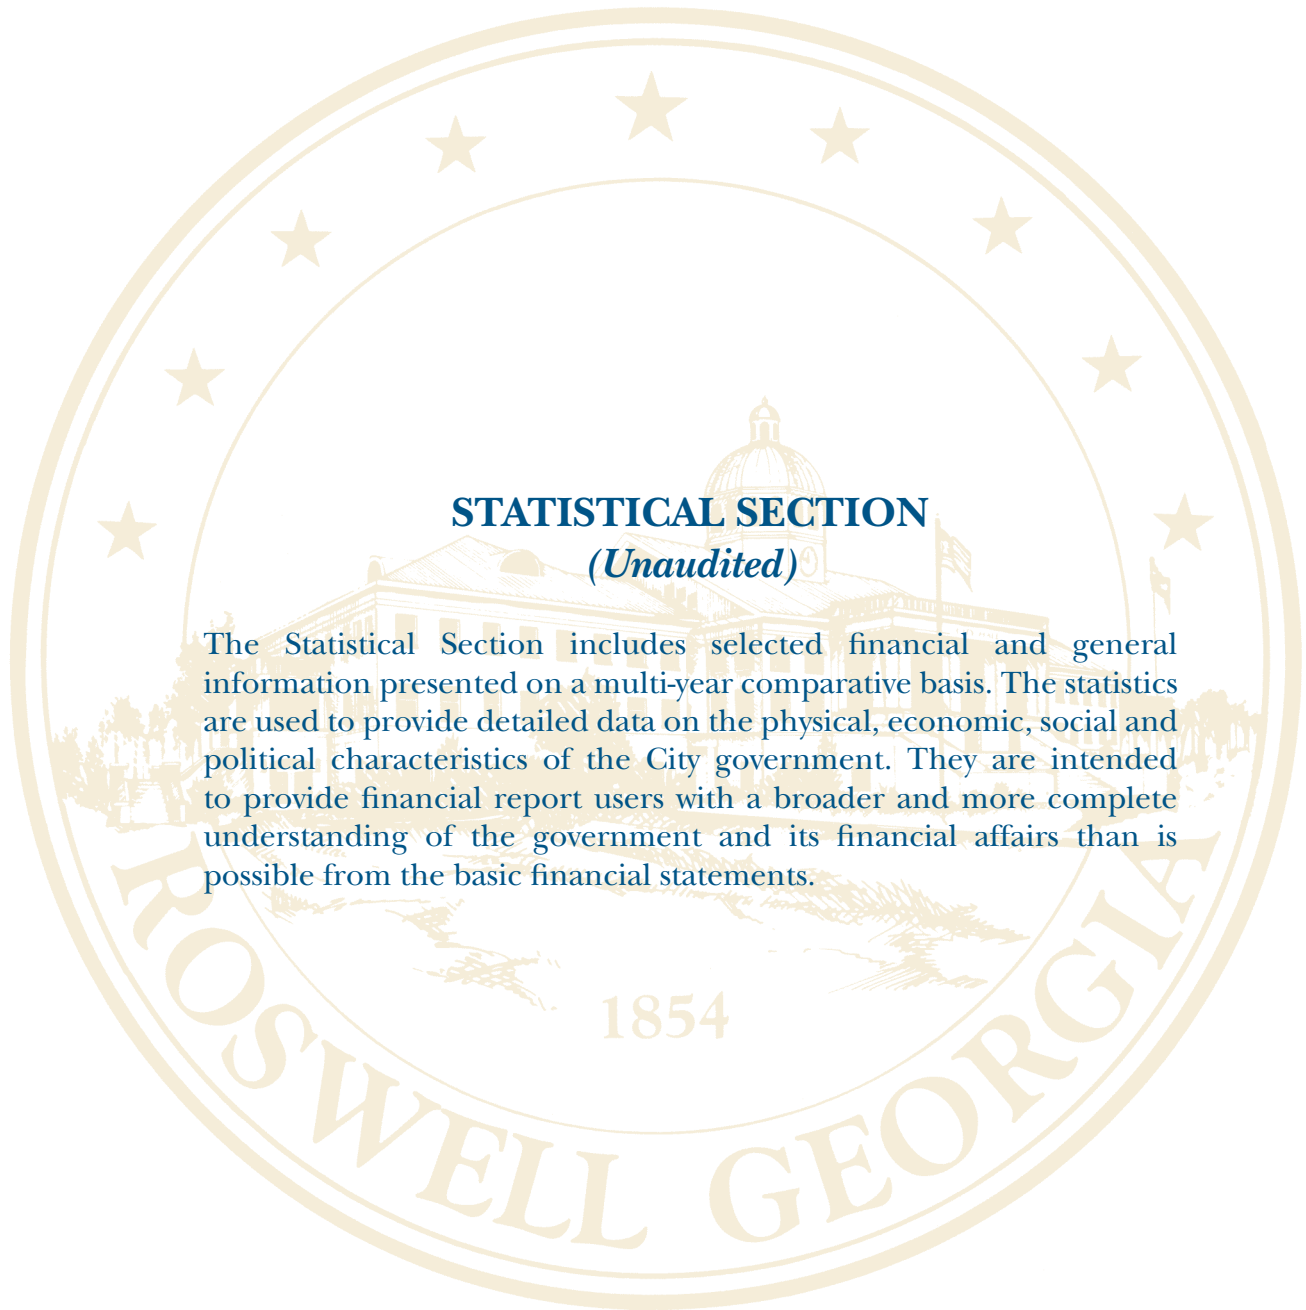 STATISTICAL SECTION
(Unaudited)
The Statistical Section includes selected financial and general
information presented on a multi-year comparative basis. The statistics
are used to provide detailed data on the physical, economic, social and
political characteristics of the City government. They are intended
to provide financial report users with a broader and more complete
understanding of the government and its financial affairs than is
possible from the basic financial statements.
1854
ROSWELL GEORGIA